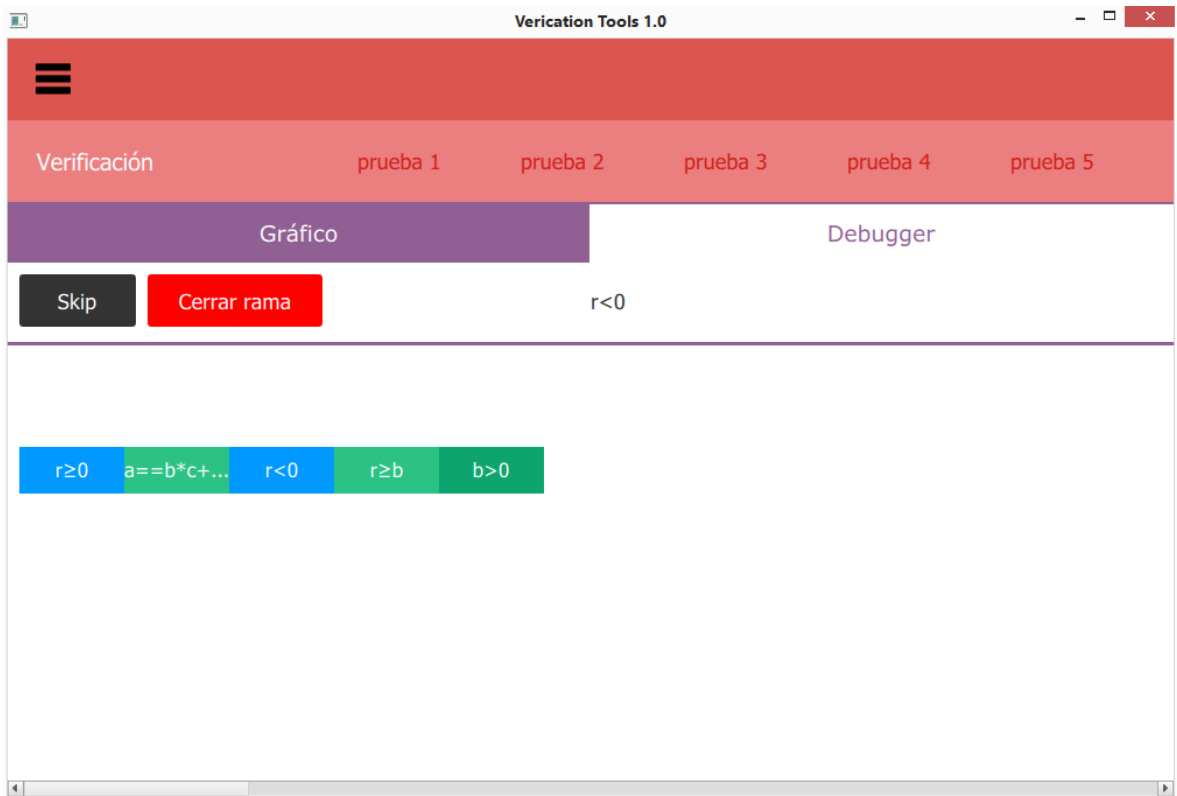 Verication Tools 1.0
Verificación prueba 1 prueba 2 prueba 3 prueba 4 prueba 5
Gráfico Debugger
Skip Cerrar rama r<0
r≥0 a==b*c+... r<0 r≥b b>0